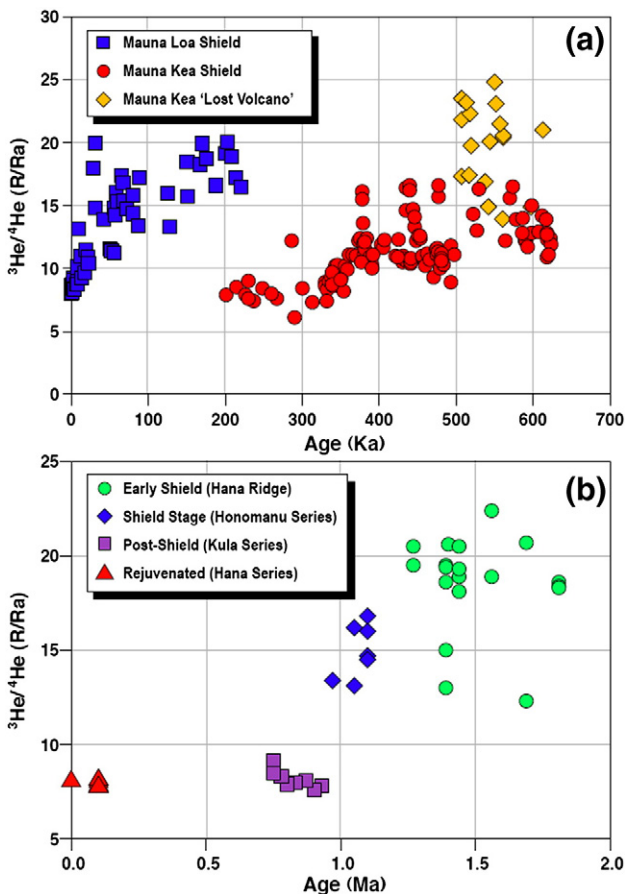 30
25
20
15
10
5
0
³He/⁴He (R/Ra)
Mauna Loa Shield
Mauna Kea Shield
Mauna Kea ‘Lost Volcano’
(a)
0 100 200 300 400 500 600 700
Age (Ka)
25
20
15
10
5
³He/⁴He (R/Ra)
Early Shield (Hana Ridge)
Shield Stage (Honomanu Series)
Post-Shield (Kula Series)
Rejuvenated (Hana Series)
(b)
0.0 0.5 1.0 1.5 2.0
Age (Ma)